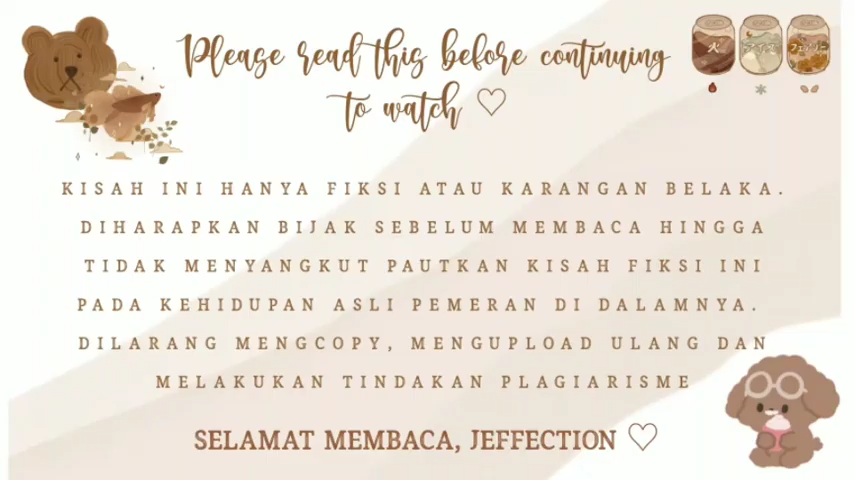 Please read this before continuing
to watch ♡
KISAH INI HANYA FIKSI ATAU KARANGAN BELAKA.
DIHARAPKAN BIJAK SEBELUM MEMBACA HINGGA
TIDAK MENYANGKUT PAUTKAN KISAH FIKSI INI
PADA KEHIDUPAN ASLI PEMERAN DI DALAMNYA.
DILARANG MENGCOPY, MENGUPLOAD ULANG DAN
MELAKUKAN TINDAKAN PLAGIARISME
SELAMAT MEMBACA, JEFFECTION ♡